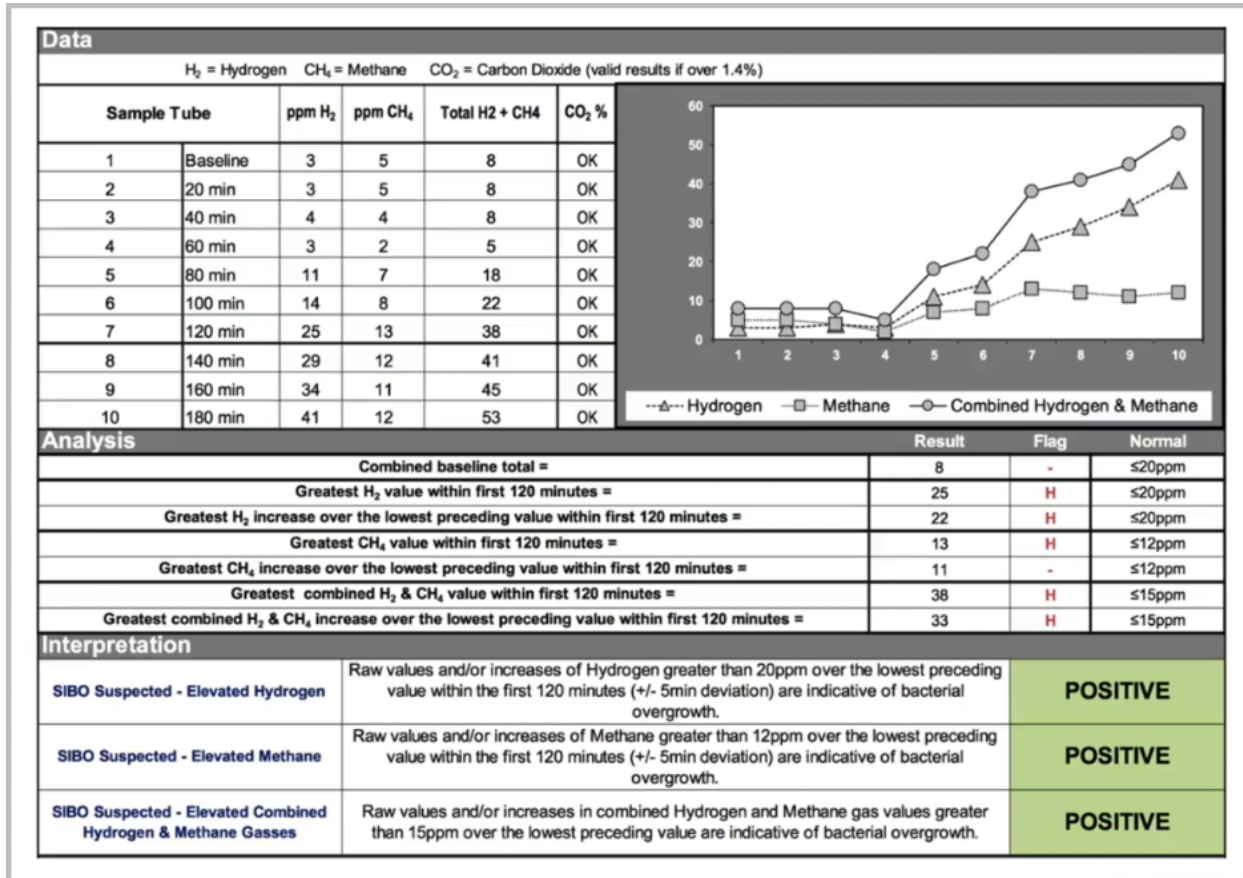 Data
H₂ = Hydrogen CH₄ = Methane CO₂ = Carbon Dioxide (valid results if over 1.4%)
Sample Tube ppm H₂ ppm CH₄ Total H2 + CH4 CO₂ %
1 Baseline 3 5 8 OK
2 20 min 3 5 8 OK
3 40 min 4 4 8 OK
4 60 min 3 2 5 OK
5 80 min 11 7 18 OK
6 100 min 14 8 22 OK
7 120 min 25 13 38 OK
8 140 min 29 12 41 OK
9 160 min 34 11 45 OK
10 180 min 41 12 53 OK
60
50
40
30
20
10
0
1 2 3 4 5 6 7 8 9 10
Hydrogen Methane Combined Hydrogen & Methane
Analysis Result Flag Normal
Combined baseline total = 8 - ≤20ppm
Greatest H₂ value within first 120 minutes = 25 H ≤20ppm
Greatest H₂ increase over the lowest preceding value within first 120 minutes = 22 H ≤20ppm
Greatest CH₄ value within first 120 minutes = 13 H ≤12ppm
Greatest CH₄ increase over the lowest preceding value within first 120 minutes = 11 - ≤12ppm
Greatest combined H₂ & CH₄ value within first 120 minutes = 38 H ≤15ppm
Greatest combined H₂ & CH₄ increase over the lowest preceding value within first 120 minutes = 33 H ≤15ppm
Interpretation
SIBO Suspected - Elevated Hydrogen
Raw values and/or increases of Hydrogen greater than 20ppm over the lowest preceding
value within the first 120 minutes (+/- 5min deviation) are indicative of bacterial
overgrowth.
POSITIVE
SIBO Suspected - Elevated Methane
Raw values and/or increases of Methane greater than 12ppm over the lowest preceding
value within the first 120 minutes (+/- 5min deviation) are indicative of bacterial
overgrowth.
POSITIVE
SIBO Suspected - Elevated Combined
Hydrogen & Methane Gasses
Raw values and/or increases in combined Hydrogen and Methane gas values greater
than 15ppm over the lowest preceding value are indicative of bacterial overgrowth.
POSITIVE